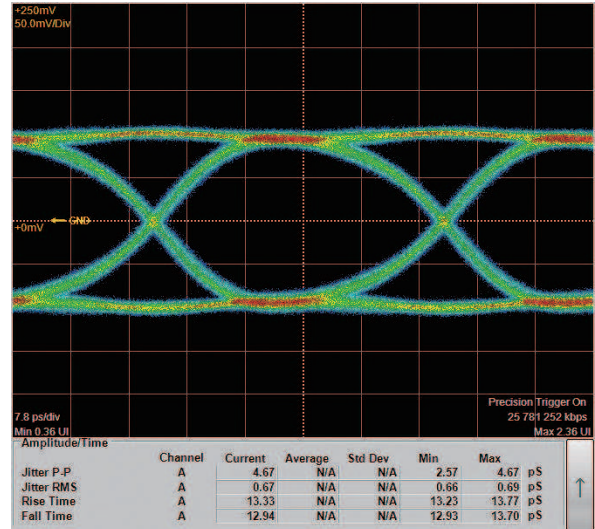 +250mV
50.0mV/Div
+0mV
GND
Precision Trigger On
7.8 ps/div
25 781 252 kbps
Min 0.36 UI
Max 2.36 UI
Amplitude/Time
Channel Current Average Std Dev Min Max
Jitter P-P A 4.67 N/A N/A 2.57 4.67 pS
Jitter RMS A 0.67 N/A N/A 0.66 0.69 pS
Rise Time A 13.33 N/A N/A 13.23 13.77 pS
Fall Time A 12.94 N/A N/A 12.93 13.70 pS